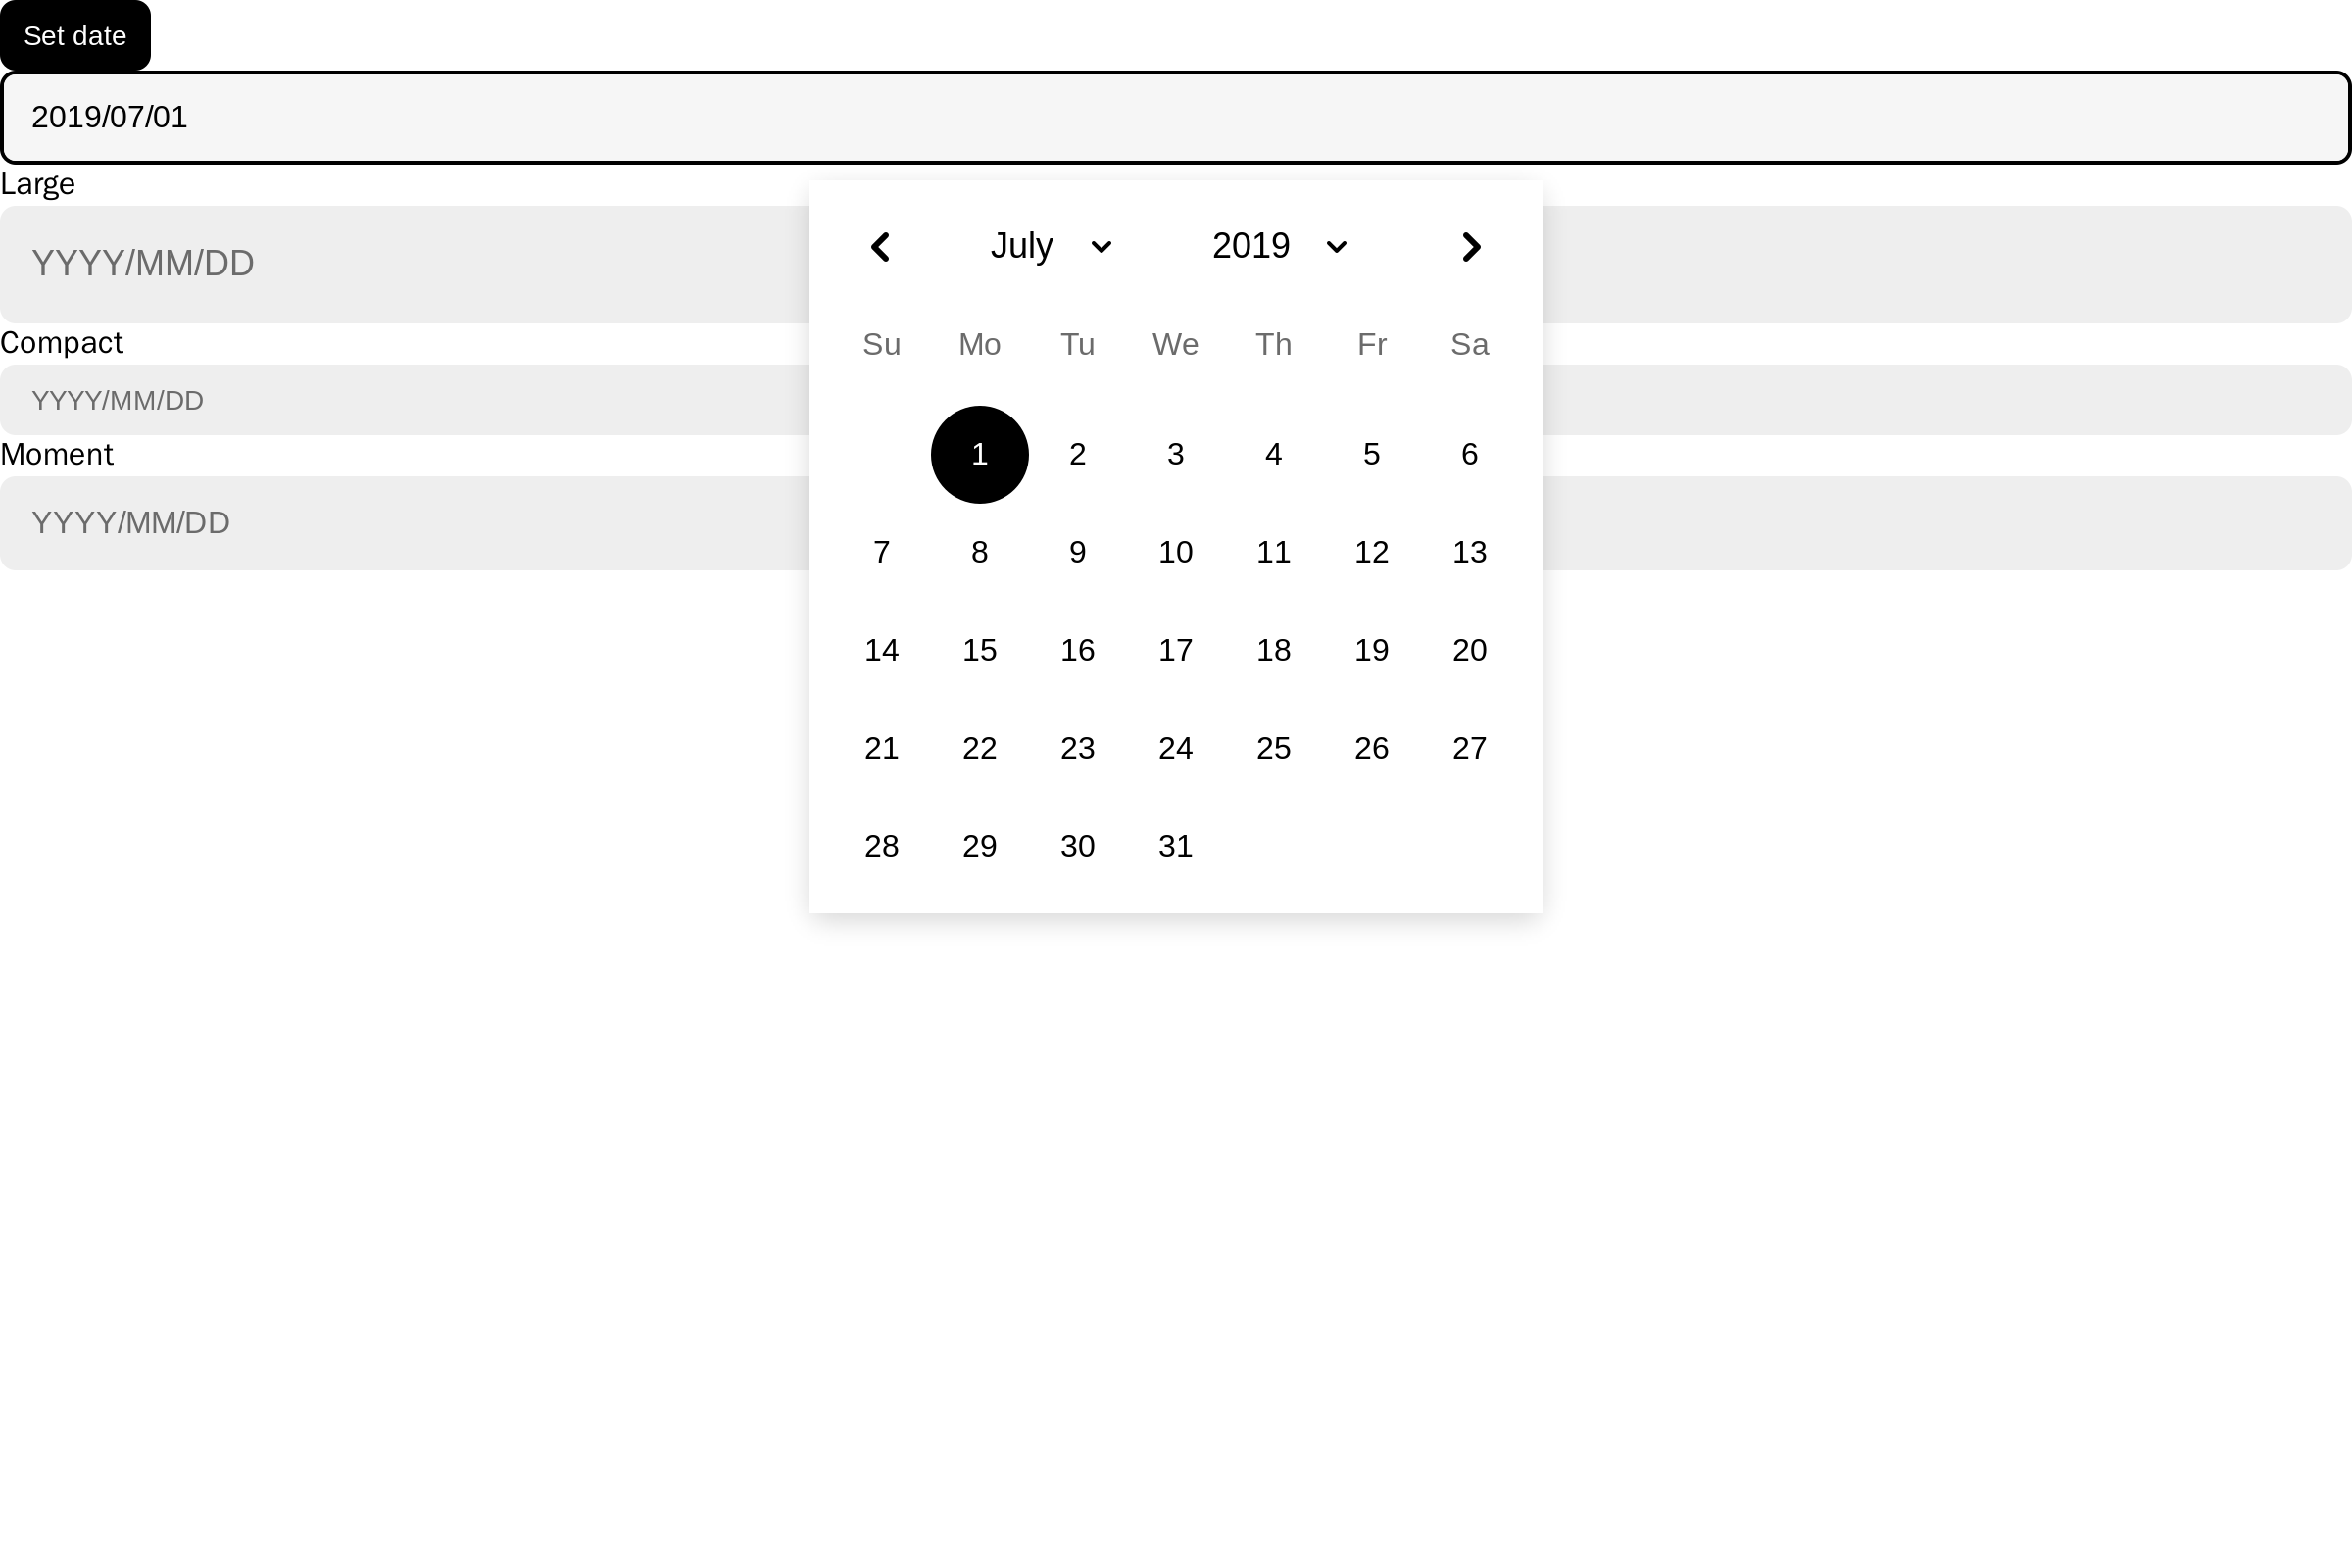 Set date
2019/07/01
Large
YYYY/MM/DD
Compact
YYYY/MM/DD
Moment
YYYY/MM/DD
July 2019
Su Mo Tu We Th Fr Sa
1 2 3 4 5 6
7 8 9 10 11 12 13
14 15 16 17 18 19 20
21 22 23 24 25 26 27
28 29 30 31